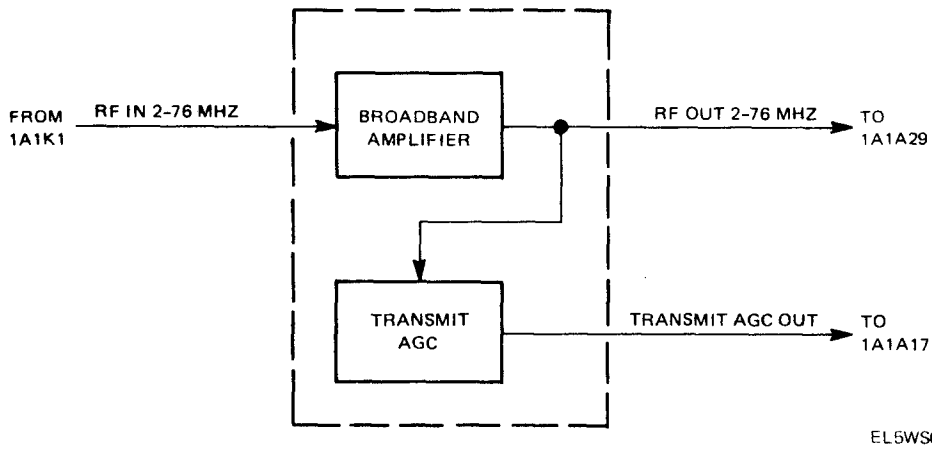 FROM
1A1K1
RF IN 2-76 MHZ
BROADBAND
AMPLIFIER
RF OUT 2-76 MHZ
TO
1A1A29
TRANSMIT
AGC
TRANSMIT AGC OUT
TO
1A1A17